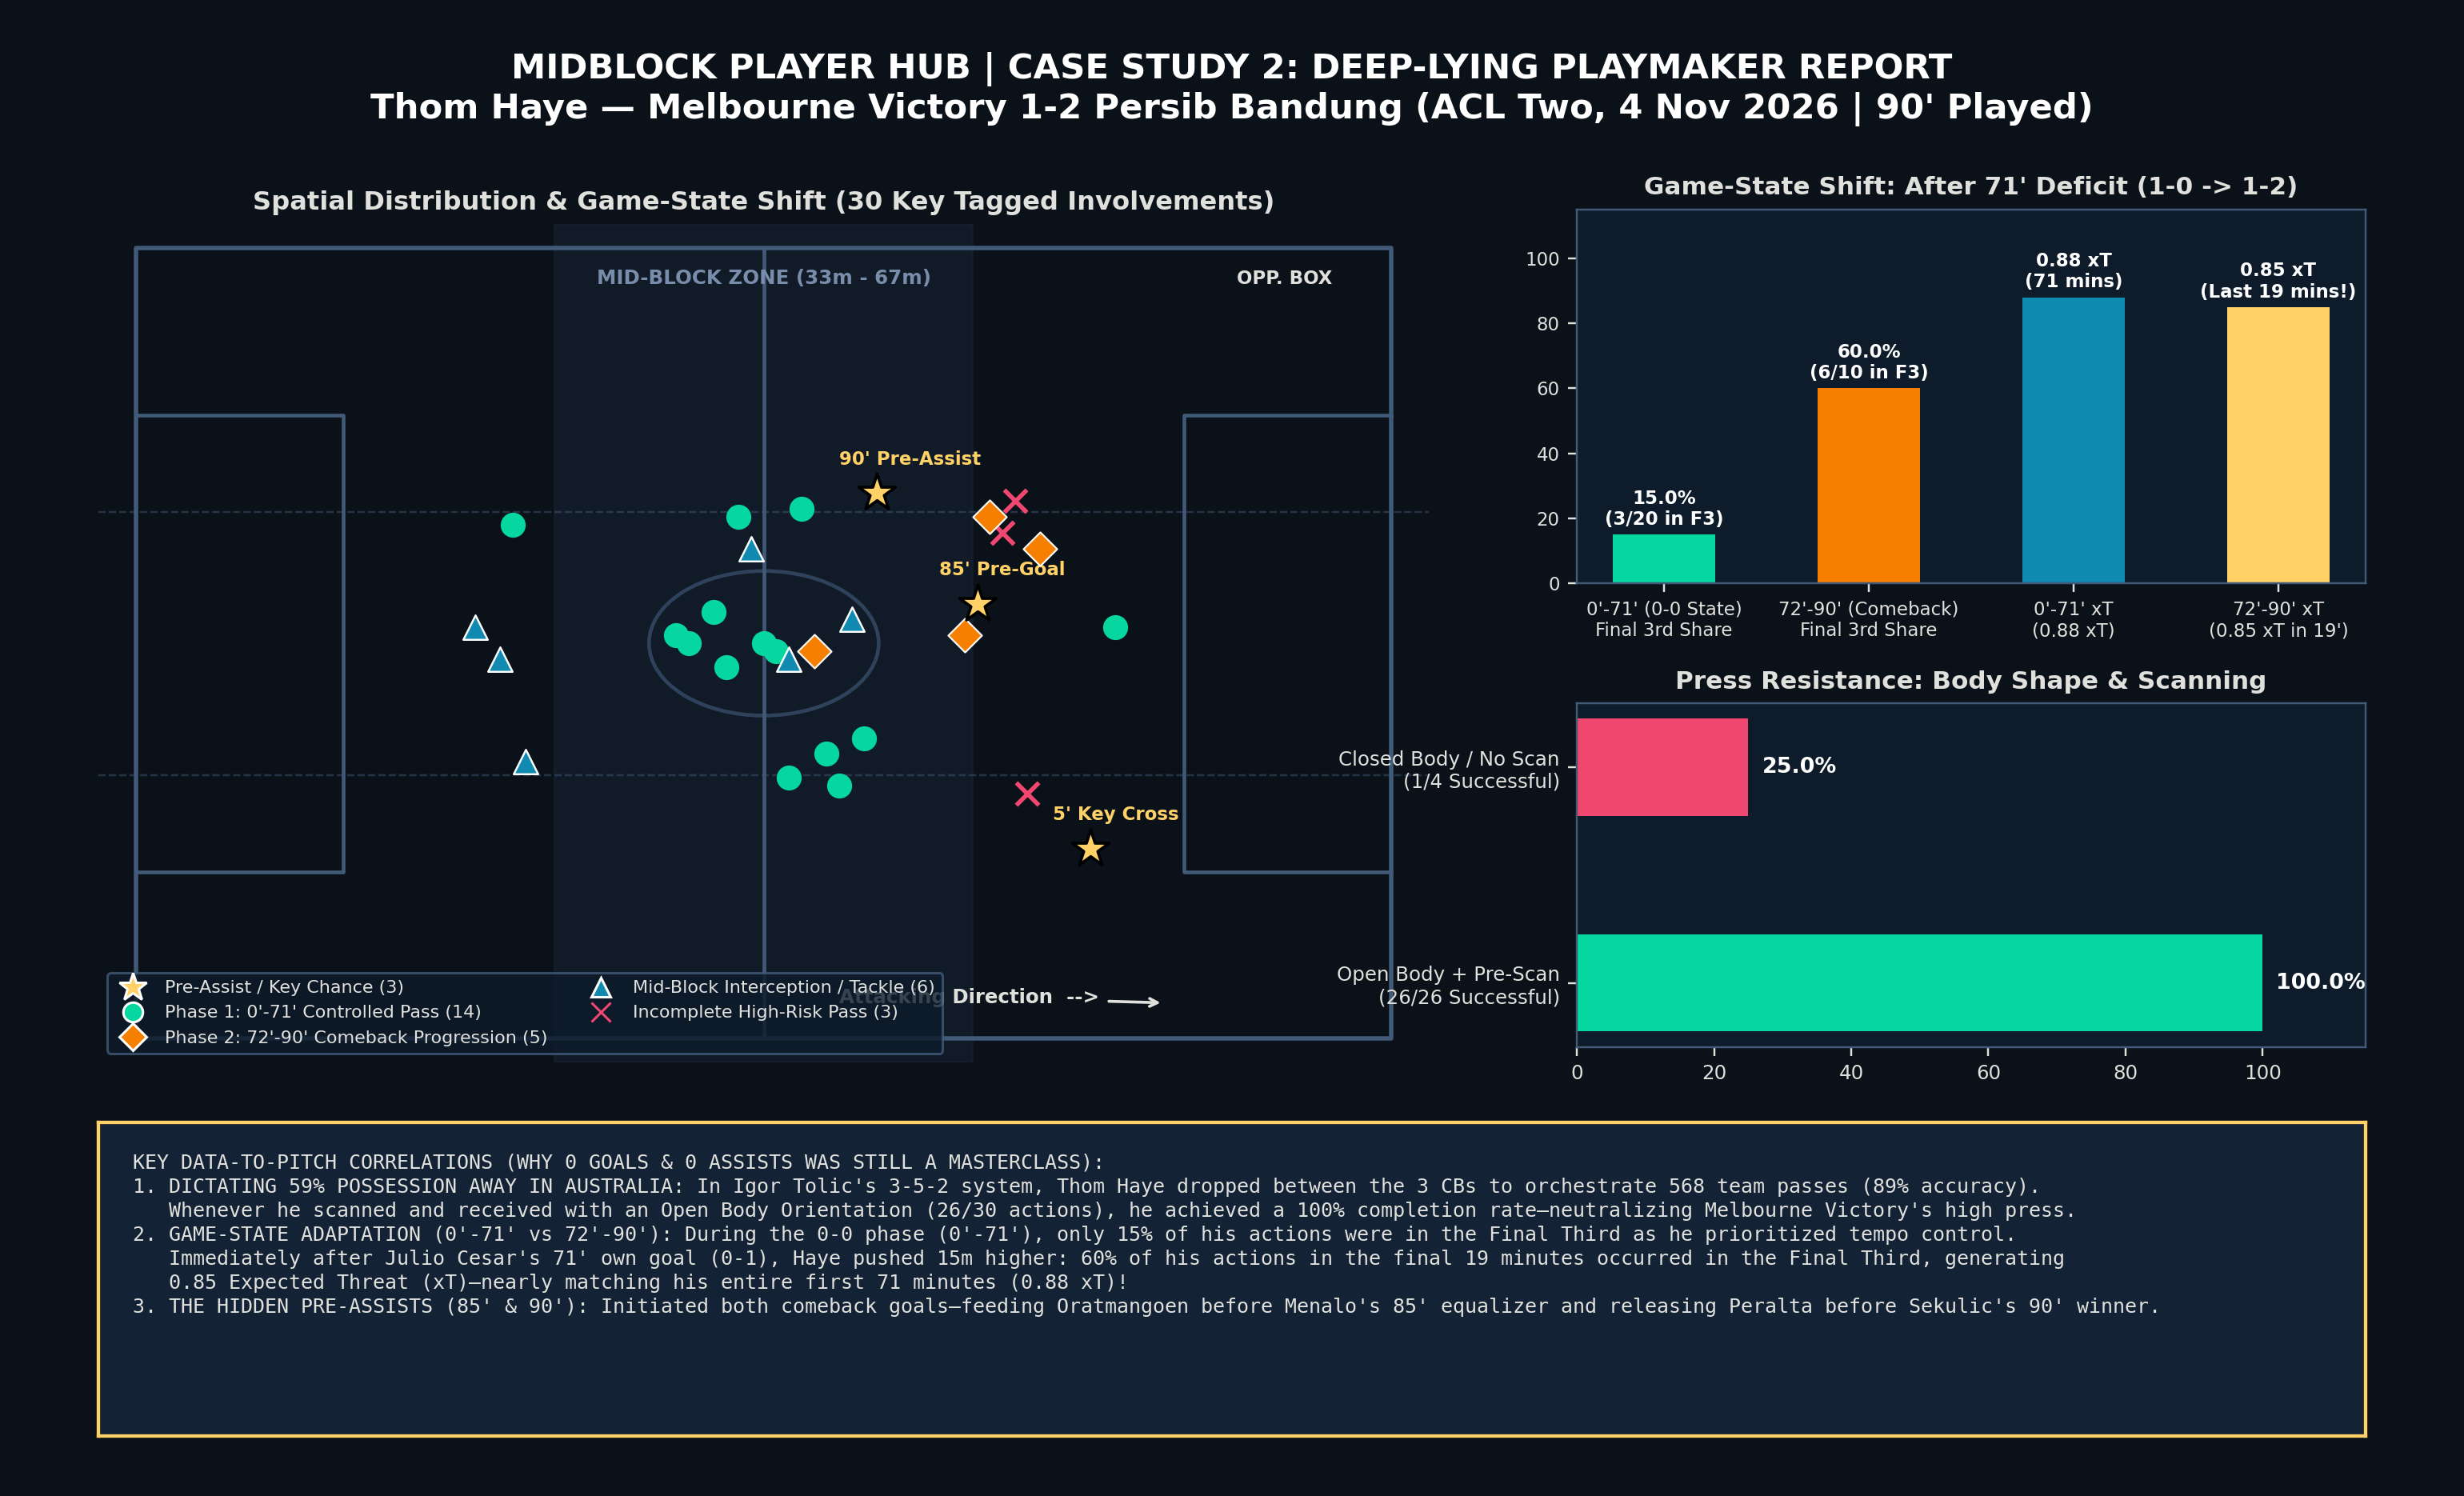 MIDBLOCK PLAYER HUB | CASE STUDY 2: DEEP-LYING PLAYMAKER REPORT
Thom Haye — Melbourne Victory 1-2 Persib Bandung (ACL Two, 4 Nov 2026 | 90' Played)
Spatial Distribution & Game-State Shift (30 Key Tagged Involvements)
MID-BLOCK ZONE (33m - 67m)
OPP. BOX
90' Pre-Assist
85' Pre-Goal
5' Key Cross
Attacking Direction -->
Pre-Assist / Key Chance (3)
Phase 1: 0'-71' Controlled Pass (14)
Phase 2: 72'-90' Comeback Progression (5)
Mid-Block Interception / Tackle (6)
Incomplete High-Risk Pass (3)
Game-State Shift: After 71' Deficit (1-0 -> 1-2)
100
80
60
40
20
0
15.0%
(3/20 in F3)
60.0%
(6/10 in F3)
0.88 xT
(71 mins)
0.85 xT
(Last 19 mins!)
0'-71' (0-0 State)
Final 3rd Share
72'-90' (Comeback)
Final 3rd Share
0'-71' xT
(0.88 xT)
72'-90' xT
(0.85 xT in 19')
Press Resistance: Body Shape & Scanning
Closed Body / No Scan
(1/4 Successful)
25.0%
Open Body + Pre-Scan
(26/26 Successful)
100.0%
0 20 40 60 80 100
KEY DATA-TO-PITCH CORRELATIONS (WHY 0 GOALS & 0 ASSISTS WAS STILL A MASTERCLASS):
1. DICTATING 59% POSSESSION AWAY IN AUSTRALIA: In Igor Tolic's 3-5-2 system, Thom Haye dropped between the 3 CBs to orchestrate 568 team passes (89% accuracy).
Whenever he scanned and received with an Open Body Orientation (26/30 actions), he achieved a 100% completion rate—neutralizing Melbourne Victory's high press.
2. GAME-STATE ADAPTATION (0'-71' vs 72'-90'): During the 0-0 phase (0'-71'), only 15% of his actions were in the Final Third as he prioritized tempo control.
Immediately after Julio Cesar's 71' own goal (0-1), Haye pushed 15m higher: 60% of his actions in the final 19 minutes occurred in the Final Third, generating
0.85 Expected Threat (xT)—nearly matching his entire first 71 minutes (0.88 xT)!
3. THE HIDDEN PRE-ASSISTS (85' & 90'): Initiated both comeback goals—feeding Oratmangoen before Menalo's 85' equalizer and releasing Peralta before Sekulic's 90' winner.